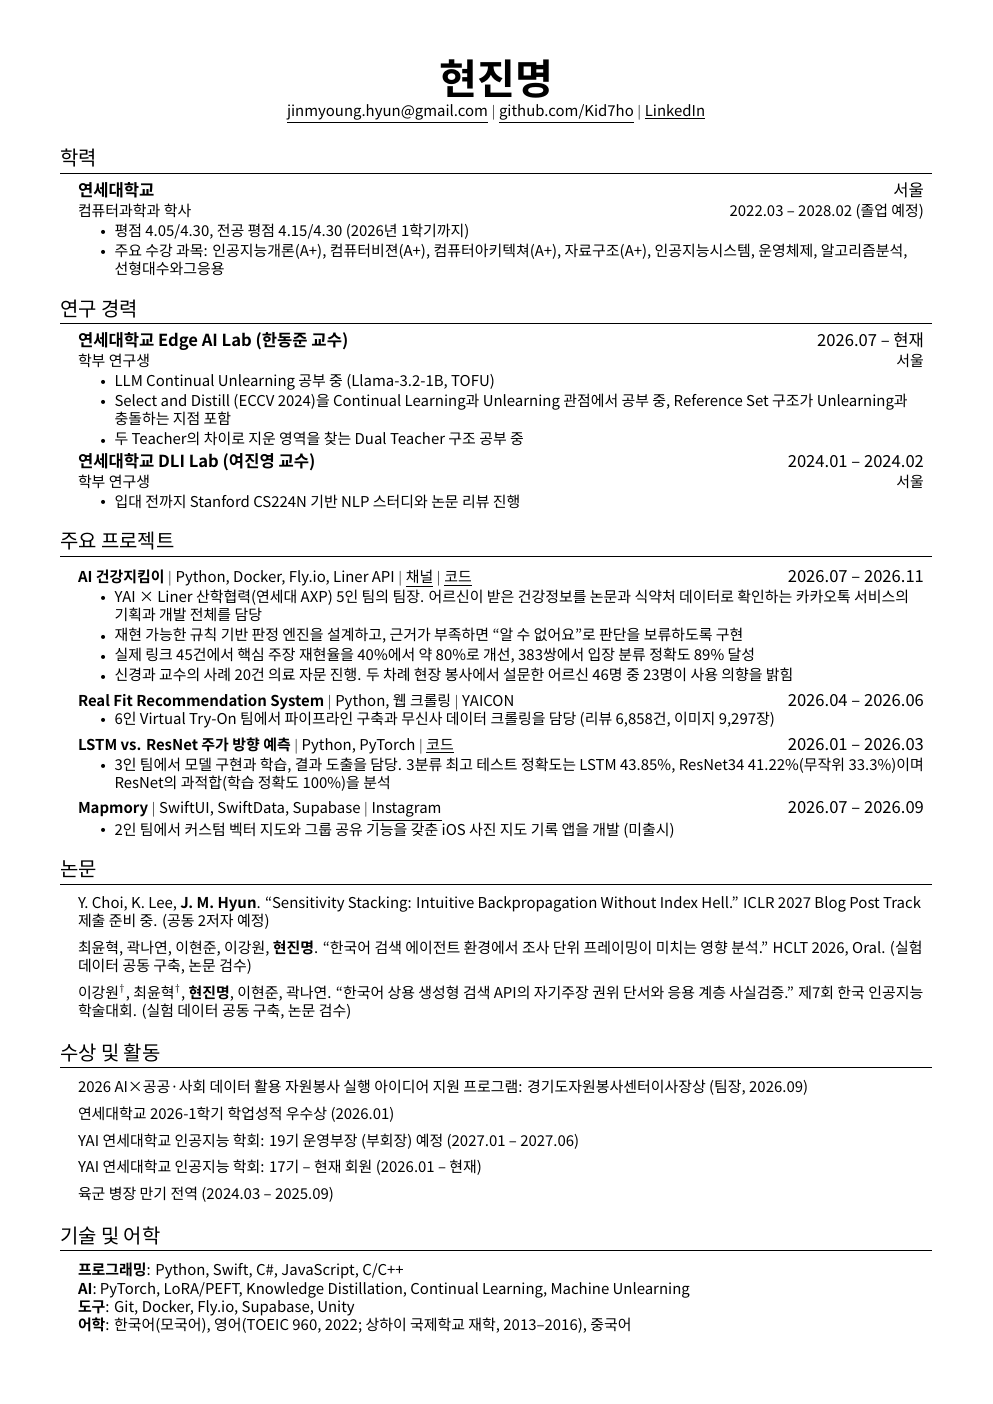 현진명
jinmyoung.hyun@gmail.com | github.com/Kid7ho | LinkedIn
학력
연세대학교 서울
컴퓨터과학과 학사 2022.03 – 2028.02 (졸업 예정)
• 평점 4.05/4.30, 전공 평점 4.15/4.30 (2026년 1학기까지)
• 주요 수강 과목: 인공지능개론(A+), 컴퓨터비젼(A+), 컴퓨터아키텍쳐(A+), 자료구조(A+), 인공지능시스템, 운영체제, 알고리즘분석,
선형대수와그응용
연구 경력
연세대학교 Edge AI Lab (한동준 교수) 2026.07 – 현재
학부 연구생 서울
• LLM Continual Unlearning 공부 중 (Llama-3.2-1B, TOFU)
• Select and Distill (ECCV 2024)을 Continual Learning과 Unlearning 관점에서 공부 중, Reference Set 구조가 Unlearning과
충돌하는 지점 포함
• 두 Teacher의 차이로 지운 영역을 찾는 Dual Teacher 구조 공부 중
연세대학교 DLI Lab (여진영 교수) 2024.01 – 2024.02
학부 연구생 서울
• 입대 전까지 Stanford CS224N 기반 NLP 스터디와 논문 리뷰 진행
주요 프로젝트
AI 건강지킴이 | Python, Docker, Fly.io, Liner API | 채널 | 코드 2026.07 – 2026.11
• YAI × Liner 산학협력(연세대 AXP) 5인 팀의 팀장. 어르신이 받은 건강정보를 논문과 식약처 데이터로 확인하는 카카오톡 서비스의
기획과 개발 전체를 담당
• 재현 가능한 규칙 기반 판정 엔진을 설계하고, 근거가 부족하면 “알 수 없어요”로 판단을 보류하도록 구현
• 실제 링크 45건에서 핵심 주장 재현율을 40%에서 약 80%로 개선, 383쌍에서 입장 분류 정확도 89% 달성
• 신경과 교수의 사례 20건 의료 자문 진행. 두 차례 현장 봉사에서 설문한 어르신 46명 중 23명이 사용 의향을 밝힘
Real Fit Recommendation System | Python, 웹 크롤링 | YAICON 2026.04 – 2026.06
• 6인 Virtual Try-On 팀에서 파이프라인 구축과 무신사 데이터 크롤링을 담당 (리뷰 6,858건, 이미지 9,297장)
LSTM vs. ResNet 주가 방향 예측 | Python, PyTorch | 코드 2026.01 – 2026.03
• 3인 팀에서 모델 구현과 학습, 결과 도출을 담당. 3분류 최고 테스트 정확도는 LSTM 43.85%, ResNet34 41.22%(무작위 33.3%)이며
ResNet의 과적합(학습 정확도 100%)을 분석
Mapmory | SwiftUI, SwiftData, Supabase | Instagram 2026.07 – 2026.09
• 2인 팀에서 커스텀 벡터 지도와 그룹 공유 기능을 갖춘 iOS 사진 지도 기록 앱을 개발 (미출시)
논문
Y. Choi, K. Lee, J. M. Hyun. “Sensitivity Stacking: Intuitive Backpropagation Without Index Hell.” ICLR 2027 Blog Post Track
제출 준비 중. (공동 2저자 예정)
최윤혁, 곽나연, 이현준, 이강원, 현진명. “한국어 검색 에이전트 환경에서 조사 단위 프레이밍이 미치는 영향 분석.” HCLT 2026, Oral. (실험
데이터 공동 구축, 논문 검수)
이강원†, 최윤혁†, 현진명, 이현준, 곽나연. “한국어 상용 생성형 검색 API의 자기주장 권위 단서와 응용 계층 사실검증.” 제7회 한국 인공지능
학술대회. (실험 데이터 공동 구축, 논문 검수)
수상 및 활동
2026 AI×공공·사회 데이터 활용 자원봉사 실행 아이디어 지원 프로그램: 경기도자원봉사센터이사장상 (팀장, 2026.09)
연세대학교 2026-1학기 학업성적 우수상 (2026.01)
YAI 연세대학교 인공지능 학회: 19기 운영부장 (부회장) 예정 (2027.01 – 2027.06)
YAI 연세대학교 인공지능 학회: 17기 – 현재 회원 (2026.01 – 현재)
육군 병장 만기 전역 (2024.03 – 2025.09)
기술 및 어학
프로그래밍: Python, Swift, C#, JavaScript, C/C++
AI: PyTorch, LoRA/PEFT, Knowledge Distillation, Continual Learning, Machine Unlearning
도구: Git, Docker, Fly.io, Supabase, Unity
어학: 한국어(모국어), 영어(TOEIC 960, 2022; 상하이 국제학교 재학, 2013–2016), 중국어